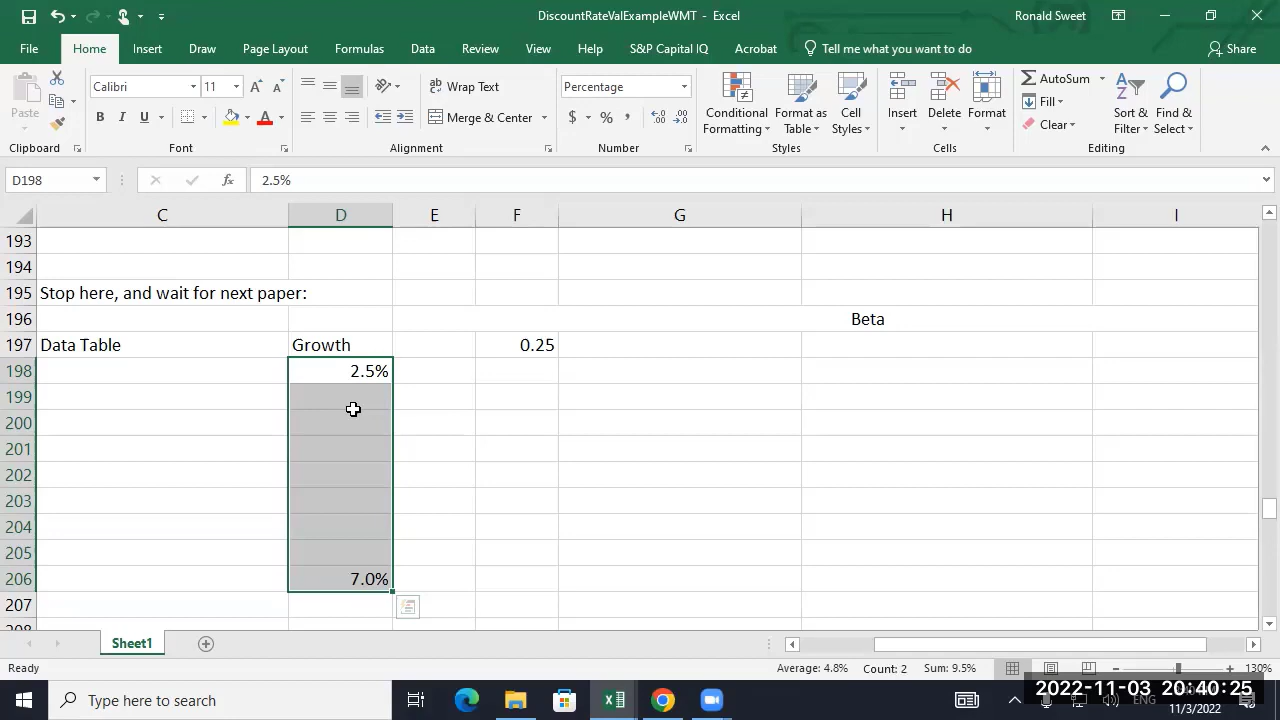 DiscountRateValExampleWMT - Excel
Ronald Sweet
File Home Insert Draw Page Layout Formulas Data Review View Help S&P Capital IQ Acrobat Tell me what you want to do Share
Paste
Calibri 11
B I U
Wrap Text
Merge & Center
Percentage
$ % ,
Conditional Formatting
Format as Table
Cell Styles
Insert Delete Format
AutoSum
Fill
Clear
Sort & Filter
Find & Select
Clipboard Font Alignment Number Styles Cells Editing
D198 fx 2.5%
C D E F G H I
193
194
195 Stop here, and wait for next paper:
196 Beta
197 Data Table Growth 0.25
198 2.5%
199
200
201
202
203
204
205
206 7.0%
207
208
Sheet1
Ready Average: 4.8% Count: 2 Sum: 9.5% 130%
Type here to search
2022-11-03 20:40:25
ENG
11/3/2022